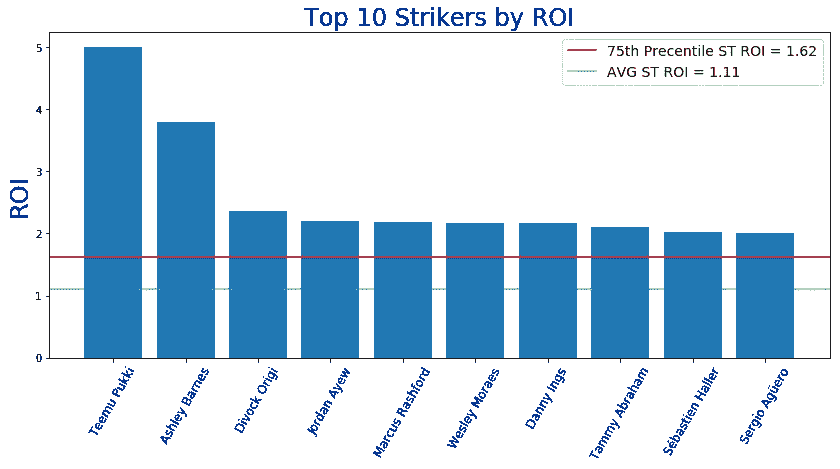 Top 10 Strikers by ROI
75th Precentile ST ROI = 1.62
AVG ST ROI = 1.11
ROI
5
4
3
2
1
0
Teemu Pukki
Ashley Barnes
Divock Origi
Jordan Ayew
Marcus Rashford
Wesley Moraes
Danny Ings
Tammy Abraham
Sébastien Haller
Sergio Agüero